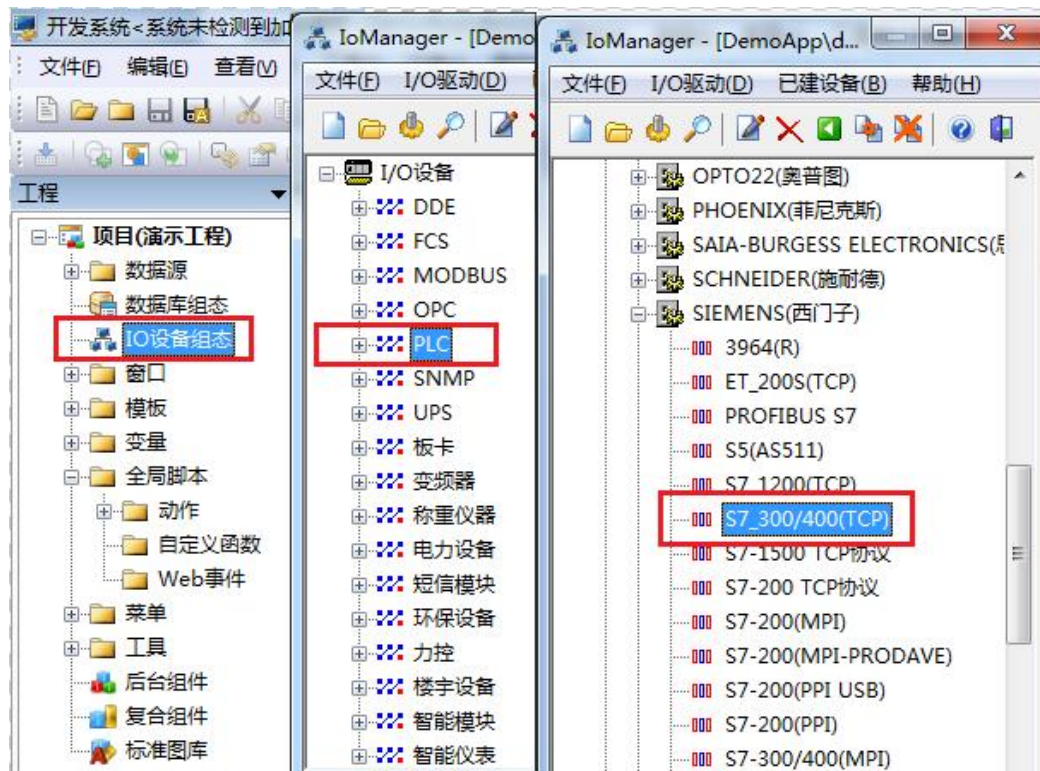 开发系统<系统未检测到加
文件(F) 编辑(E) 查看(V)
工程
项目(演示工程)
数据源
数据库组态
IO设备组态
窗口
模板
变量
全局脚本
动作
自定义函数
Web事件
菜单
工具
后台组件
复合组件
标准图库
IoManager - [Demo
文件(F) I/O驱动(D)
I/O设备
DDE
FCS
MODBUS
OPC
PLC
SNMP
UPS
板卡
变频器
称重仪器
电力设备
短信模块
环保设备
力控
楼宇设备
智能模块
智能仪表
IoManager - [DemoApp\d...
文件(F) I/O驱动(D) 已建设备(B) 帮助(H)
OPTO22(奥普图)
PHOENIX(菲尼克斯)
SAIA-BURGESS ELECTRONICS(
SCHNEIDER(施耐德)
SIEMENS(西门子)
3964(R)
ET_200S(TCP)
PROFIBUS S7
S5(AS511)
S7_1200(TCP)
S7_300/400(TCP)
S7-1500 TCP协议
S7-200 TCP协议
S7-200(MPI)
S7-200(MPI-PRODAVE)
S7-200(PPI USB)
S7-200(PPI)
S7-300/400(MPI)